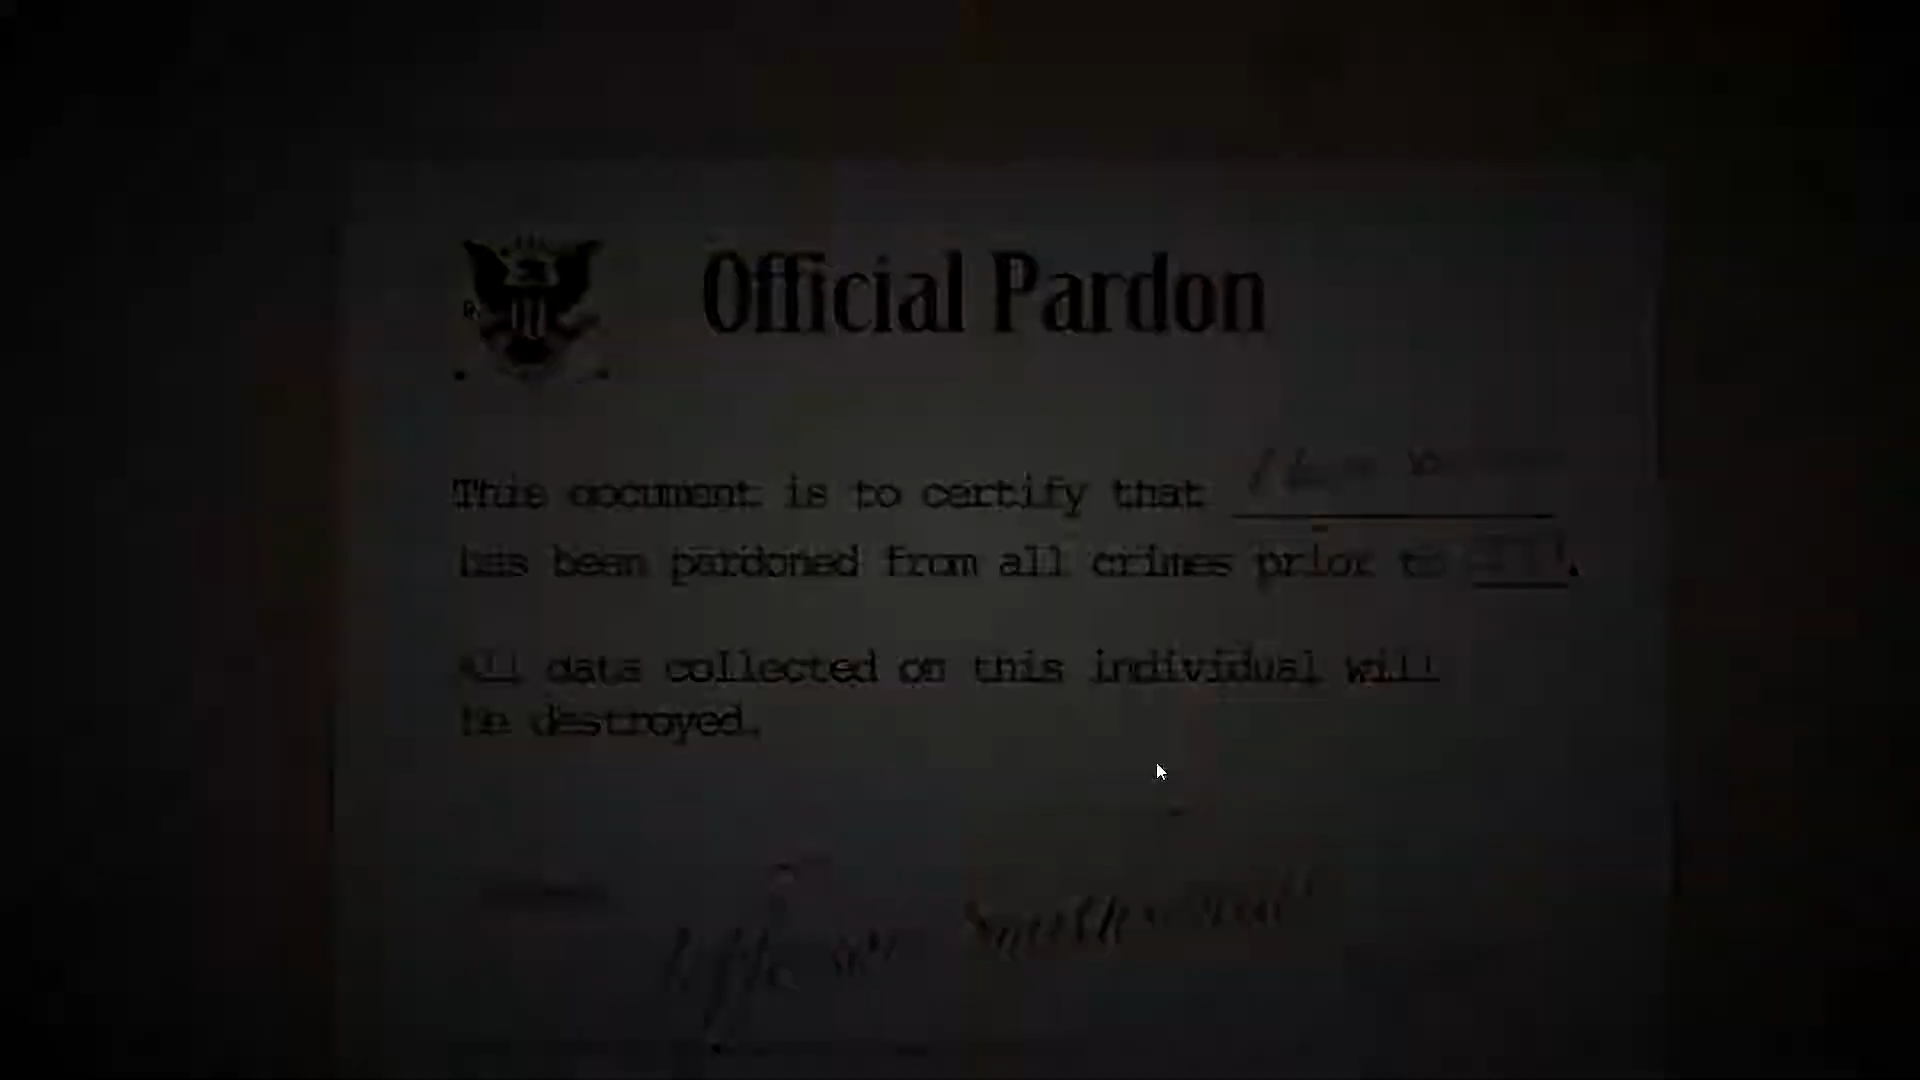 Official Pardon
This document is to certify that
has been pardoned from all crimes prior to
All data collected on this individual will
be destroyed.